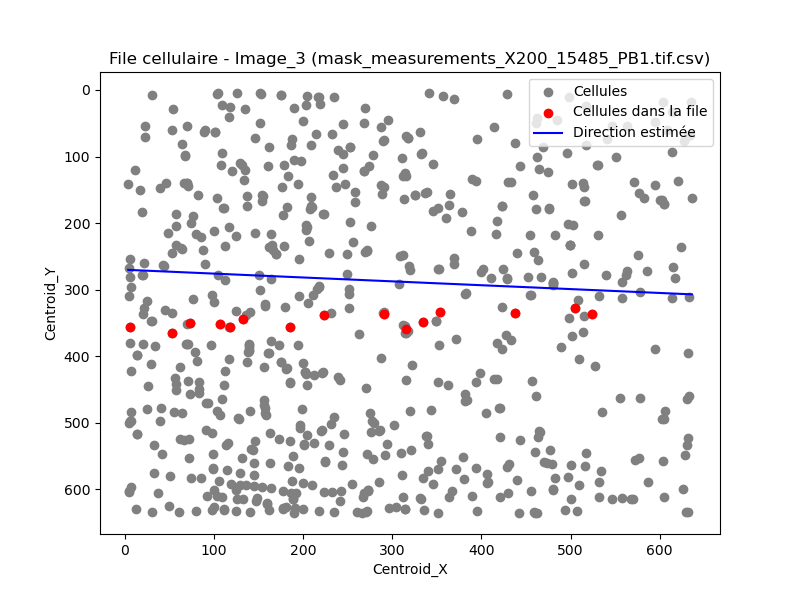 File cellulaire - Image_3 (mask_measurements_X200_15485_PB1.tif.csv)
Cellules
Cellules dans la file
Direction estimée
0
100
200
300
400
500
600
Centroid_Y
0 100 200 300 400 500 600
Centroid_X